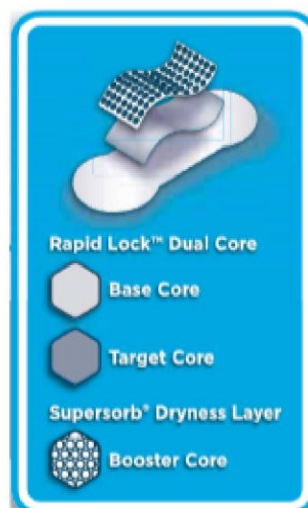 Rapid Lock™ Dual Core
Base Core
Target Core
Supersorb® Dryness Layer
Booster Core